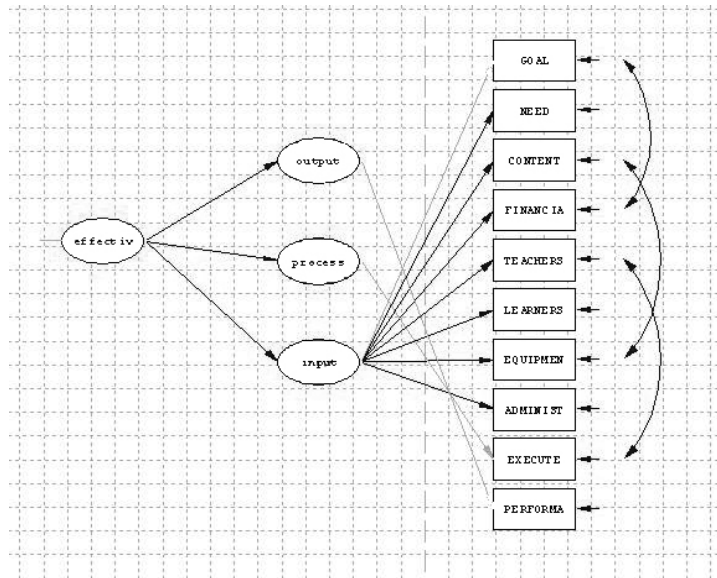 GOAL
NEED
CONTENT
output
FINANCIA
effectiv
TEACHERS
process
LEARNERS
EQUIPMEN
input
ADMINIST
EXECUTE
PERFORMA